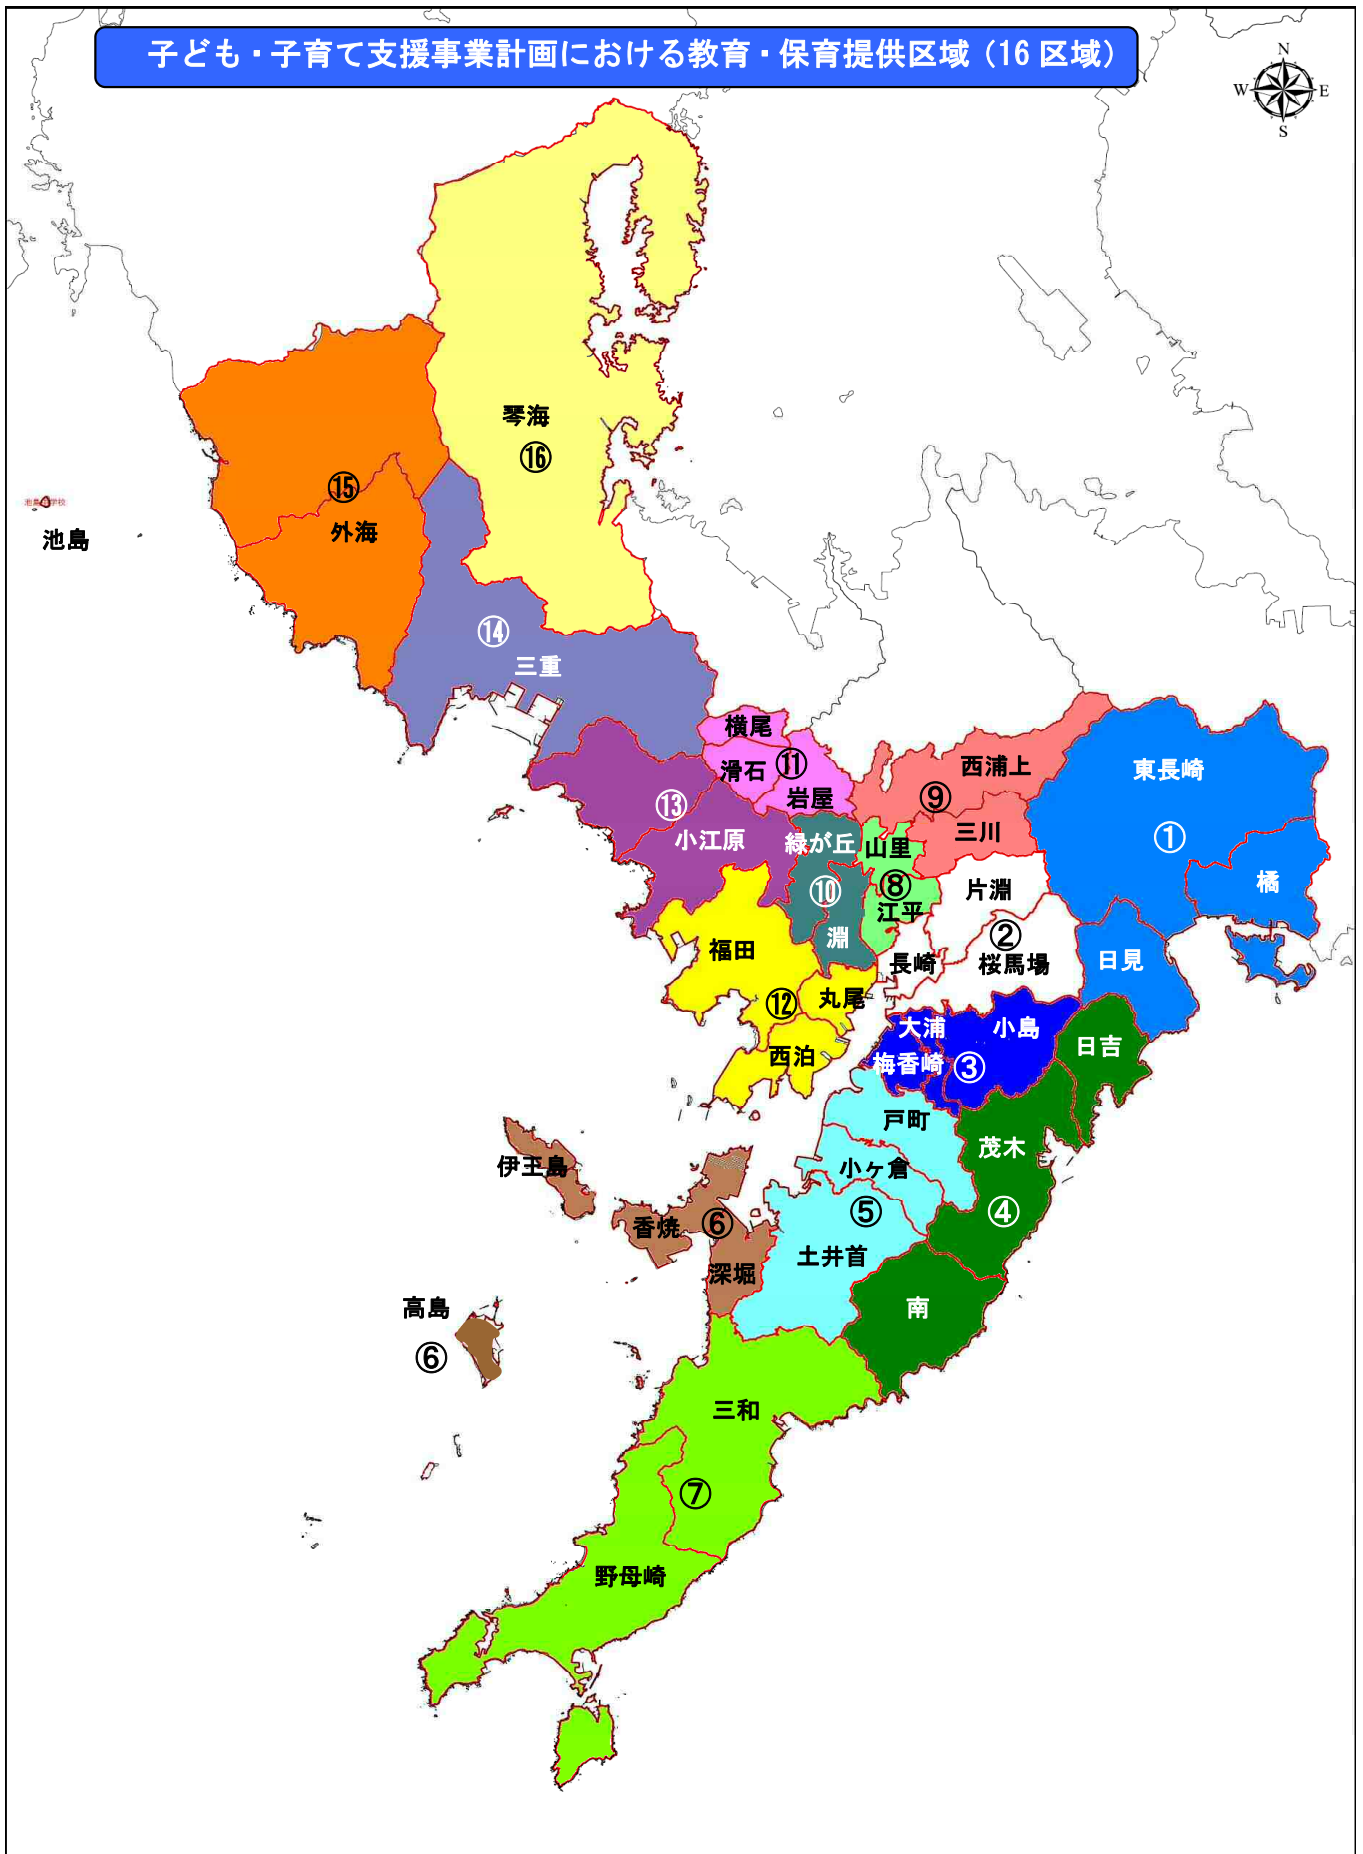 子ども・子育て支援事業計画における教育・保育提供区域（16区域）
N
W
E
S
琴海
⑯
⑮
外海
池島
⑭
三重
横尾
滑石
⑪
岩屋
西浦上
⑨
三川
東長崎
①
橘
日見
⑬
小江原
緑が丘
⑩
淵
山里
⑧
江平
片淵
②
桜馬場
長崎
福田
丸尾
⑫
西泊
大浦
小島
梅香崎
③
日吉
戸町
茂木
小ヶ倉
⑤
④
土井首
伊王島
香焼
⑥
深堀
南
高島
⑥
三和
⑦
野母崎